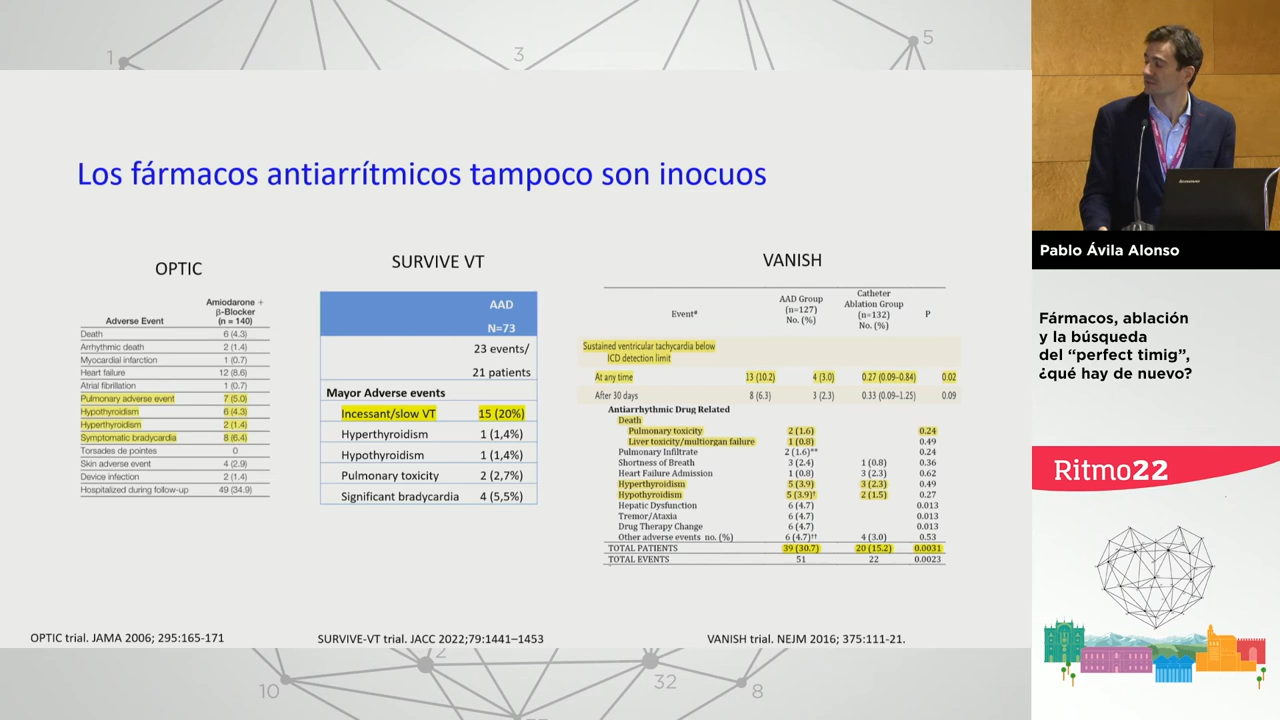 1
3
5
Los fármacos antiarrítmicos tampoco son inocuos
OPTIC
Adverse Event Amiodarone + β-Blocker (n = 140)
Death 6 (4.3)
Arrhythmic death 2 (1.4)
Myocardial infarction 1 (0.7)
Heart failure 12 (8.6)
Atrial fibrillation 1 (0.7)
Pulmonary adverse event 7 (5.0)
Hypothyroidism 6 (4.3)
Hyperthyroidism 2 (1.4)
Symptomatic bradycardia 8 (6.4)
Torsades de pointes 0
Skin adverse event 4 (2.9)
Device infection 2 (1.4)
Hospitalized during follow-up 49 (34.9)
SURVIVE VT
AAD
N=73
23 events/
21 patients
Mayor Adverse events
Incessant/slow VT 15 (20%)
Hyperthyroidism 1 (1,4%)
Hypothyroidism 1 (1,4%)
Pulmonary toxicity 2 (2,7%)
Significant bradycardia 4 (5,5%)
VANISH
Event# AAD Group (n=127) No. (%) Catheter Ablation Group (n=132) No. (%) P
Sustained ventricular tachycardia below
ICD detection limit
At any time 13 (10.2) 4 (3.0) 0.27 (0.09–0.84) 0.02
After 30 days 8 (6.3) 3 (2.3) 0.33 (0.09–1.25) 0.09
Antiarrhythmic Drug Related
Death
Pulmonary toxicity 2 (1.6) 0.24
Liver toxicity/multiorgan failure 1 (0.8) 0.49
Pulmonary Infiltrate 2 (1.6)** 0.24
Shortness of Breath 3 (2.4) 1 (0.8) 0.36
Heart Failure Admission 1 (0.8) 3 (2.3) 0.62
Hyperthyroidism 5 (3.9) 3 (2.3) 0.49
Hypothyroidism 5 (3.9)† 2 (1.5) 0.27
Hepatic Dysfunction 6 (4.7) 0.013
Tremor/Ataxia 6 (4.7) 0.013
Drug Therapy Change 6 (4.7) 0.013
Other adverse events no. (%) 6 (4.7)†† 4 (3.0) 0.53
TOTAL PATIENTS 39 (30.7) 20 (15.2) 0.0031
TOTAL EVENTS 51 22 0.0023
OPTIC trial. JAMA 2006; 295:165-171
SURVIVE-VT trial. JACC 2022;79:1441–1453
VANISH trial. NEJM 2016; 375:111-21.
10
2
32
8
Lenovo
Pablo Ávila Alonso
Fármacos, ablación
y la búsqueda
del “perfect timig”,
¿qué hay de nuevo?
Ritmo22